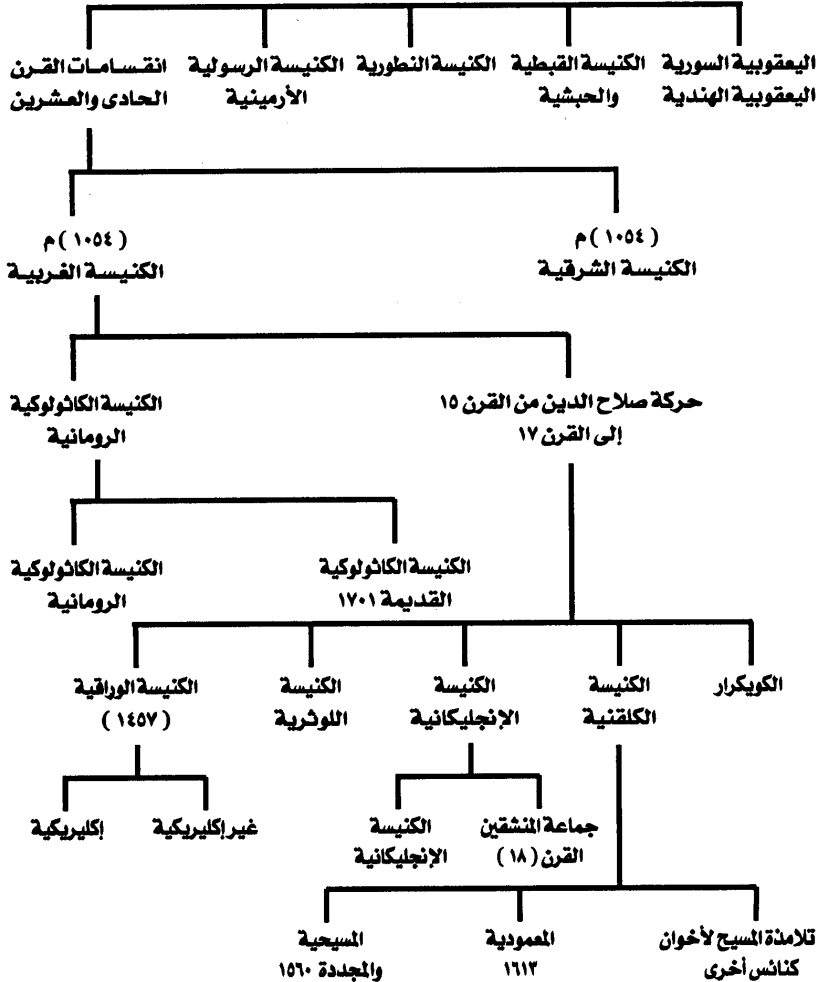 اليعقوبية السورية
اليعقوبية الهندية
الكنيسة القبطية
والحبشية
الكنيسة النطورية
الكنيسة الرسولية
الأرمينية
انقسامات القرن
الحادى والعشرين
(١٠٥٤) م
الكنيسة الشرقية
(١٠٥٤) م
الكنيسة الغربية
حركة صلاح الدين من القرن ١٥
إلى القرن ١٧
الكنيسة الكاثولوكية
الرومانية
الكنيسة الكاثولوكية
القديمة ١٧٠١
الكنيسة الكاثولوكية
الرومانية
الكويكرار
الكنيسة
الكلقنية
الكنيسة
الإنجليكانية
الكنيسة
اللوثرية
الكنيسة الوراقية
(١٤٥٧)
جماعة المنشقين
القرن (١٨)
الكنيسة
الإنجليكانية
غير إكليريكية
إكليريكية
تلامذة المسيح لأخوان
كنائس أخرى
المعمودية
١٦١٣
المسيحية
والمجددة ١٥٦٠